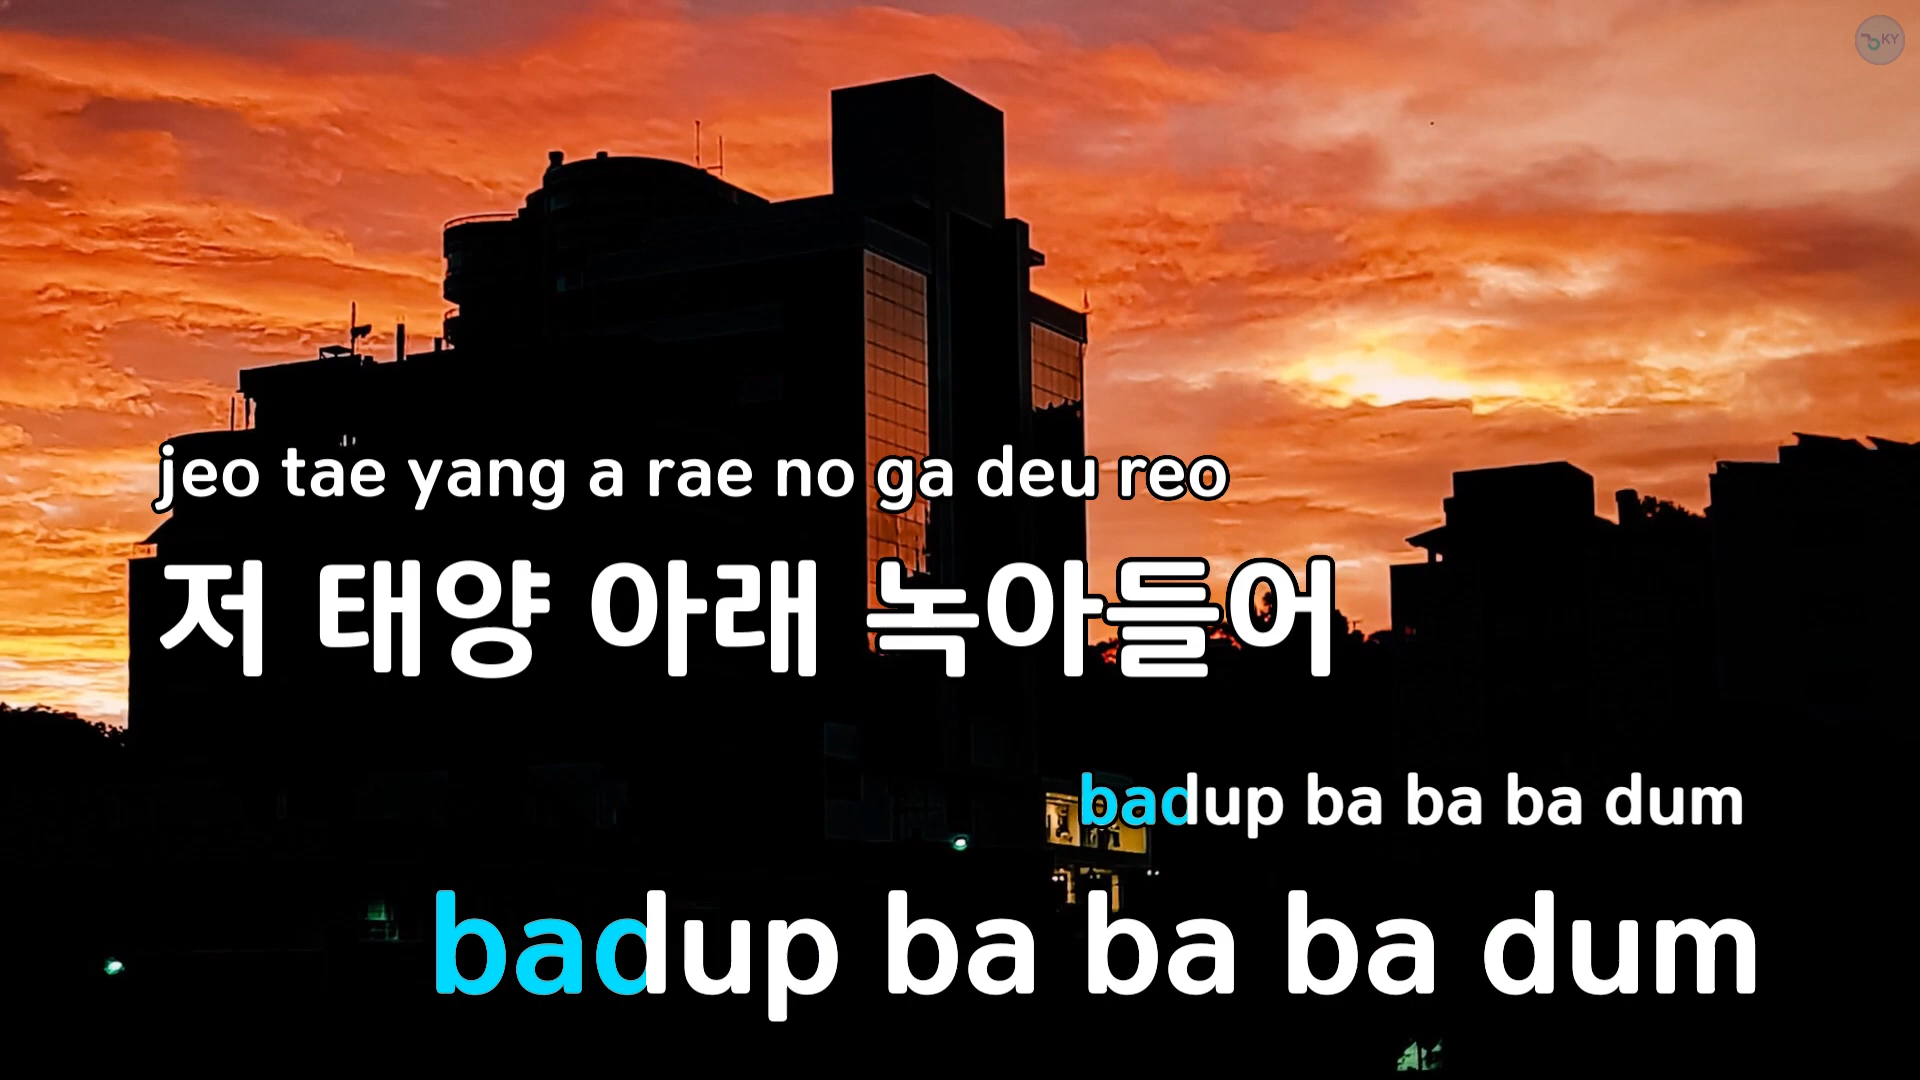 KY
jeo tae yang a rae no ga deu reo
저 태양 아래 녹아들어
badup ba ba ba dum
badup ba ba ba dum